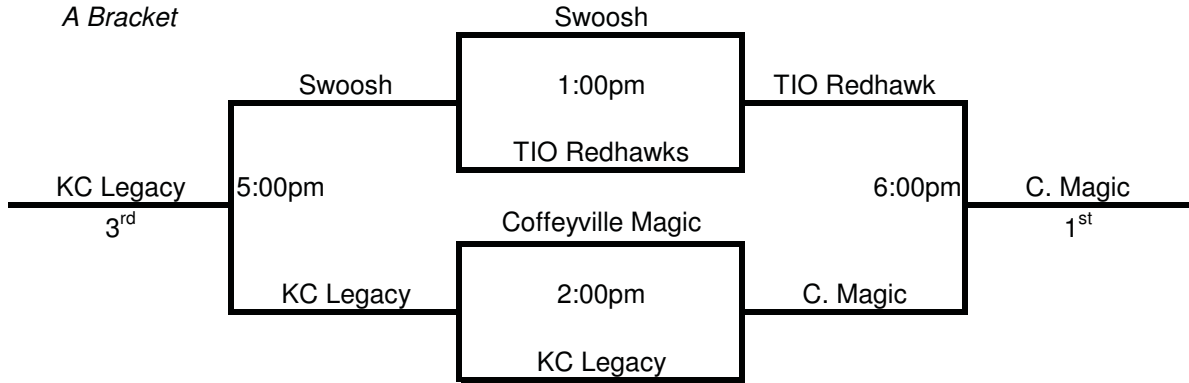 A Bracket
Swoosh
Swoosh
1:00pm
TIO Redhawk
TIO Redhawks
KC Legacy
5:00pm
6:00pm
C. Magic
3rd
Coffeyville Magic
1st
KC Legacy
2:00pm
C. Magic
KC Legacy